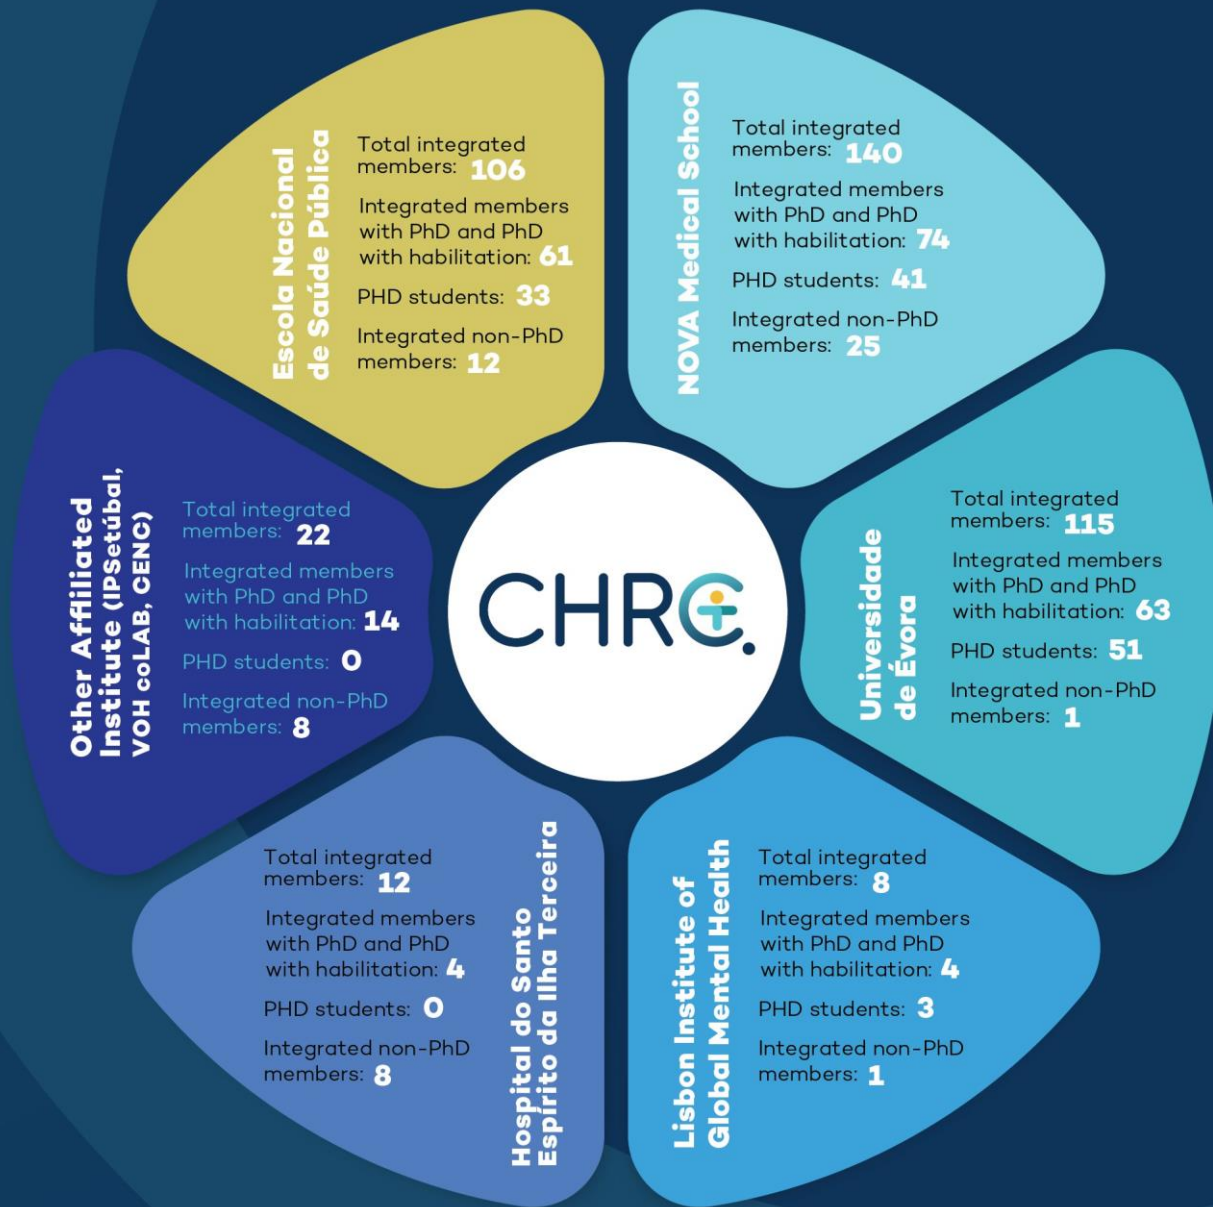 Escola Nacional
de Saúde Pública
Total integrated
members: 106
Integrated members
with PhD and PhD
with habilitation: 61
PHD students: 33
Integrated non-PhD
members: 12
NOVA Medical School
Total integrated
members: 140
Integrated members
with PhD and PhD
with habilitation: 74
PHD students: 41
Integrated non-PhD
members: 25
Other Affiliated
Institute (IPSetúbal,
VOH coLAB, CENC)
Total integrated
members: 22
Integrated members
with PhD and PhD
with habilitation: 14
PHD students: 0
Integrated non-PhD
members: 8
CHRC.
Universidade
de Évora
Total integrated
members: 115
Integrated members
with PhD and PhD
with habilitation: 63
PHD students: 51
Integrated non-PhD
members: 1
Total integrated
members: 12
Integrated members
with PhD and PhD
with habilitation: 4
PHD students: 0
Integrated non-PhD
members: 8
Hospital do Santo
Espírito da Ilha Terceira
Lisbon Institute of
Global Mental Health
Total integrated
members: 8
Integrated members
with PhD and PhD
with habilitation: 4
PHD students: 3
Integrated non-PhD
members: 1